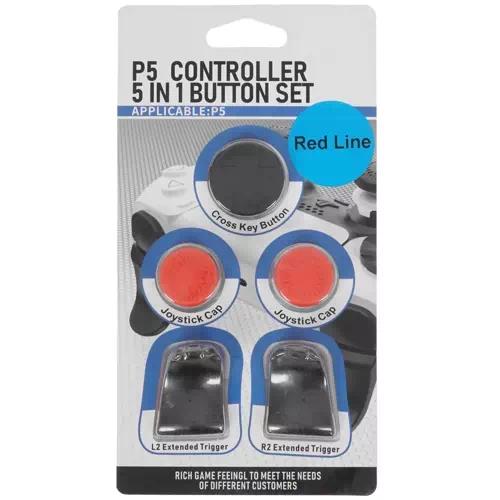 P5 CONTROLLER
5 IN 1 BUTTON SET
APPLICABLE:P5
Red Line
Cross Key Button
Joystick Cap
Joystick Cap
L2 Extended Trigger
R2 Extended Trigger
RICH GAME FEEINGL TO MEET THE NEEDS
OF DIFFERENT CUSTOMERS